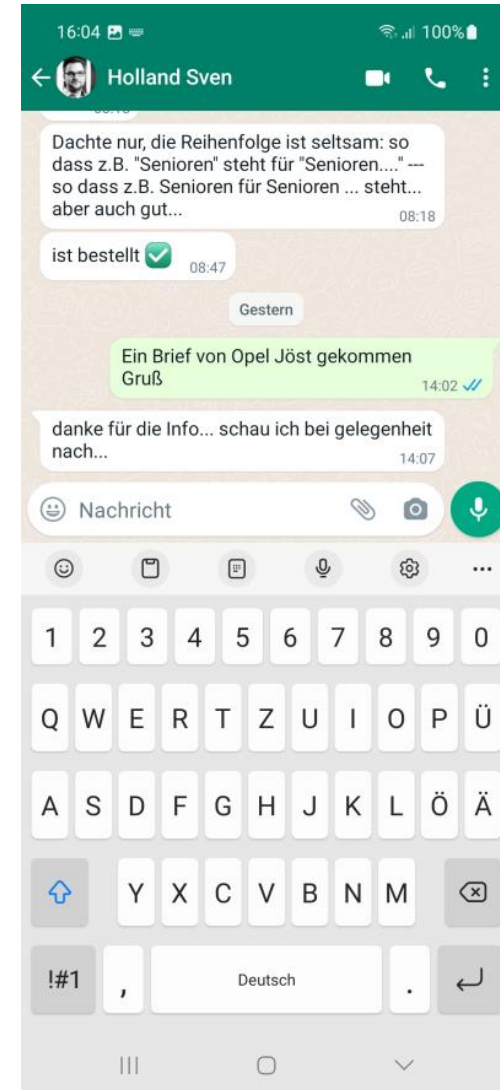 16:04 100%
Holland Sven
Dachte nur, die Reihenfolge ist seltsam: so
dass z.B. "Senioren" steht für "Senioren...." ---
so dass z.B. Senioren für Senioren ... steht...
aber auch gut...
08:18
ist bestellt ✅
08:47
Gestern
Ein Brief von Opel Jöst gekommen
Gruß
14:02
danke für die Info... schau ich bei gelegenheit
nach...
14:07
Nachricht
1 2 3 4 5 6 7 8 9 0
Q W E R T Z U I O P Ü
A S D F G H J K L Ö Ä
Y X C V B N M
!#1 , Deutsch .